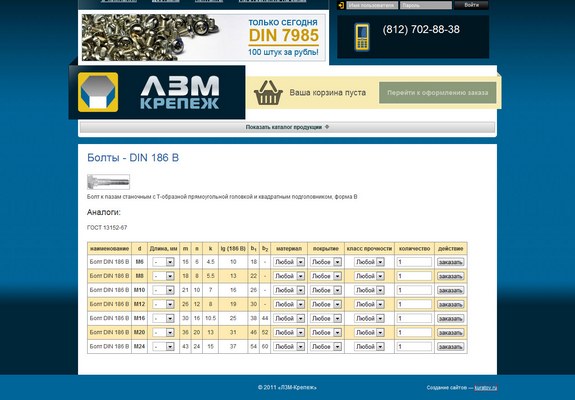 Имя пользователя
Пароль
Войти
ТОЛЬКО СЕГОДНЯ
DIN 7985
100 штук за рубль!
(812) 702-88-38
ЛЗМ
КРЕПЕЖ
Ваша корзина пуста
Перейти к оформлению заказа
Показать каталог продукции
Болты - DIN 186 B
Болт к пазам станочным с Т-образной прямоугольной головкой и квадратным подголовником, форма В
Аналоги:
ГОСТ 13152-67
наименование d Длина, мм m n k lg (186 B) b1 b2 материал покрытие класс прочности количество действие
Болт DIN 186 B M6 - 16 6 4.5 10 18 - Любой Любое Любой 1 заказать
Болт DIN 186 B M8 - 18 8 5.5 13 22 - Любой Любое Любой 1 заказать
Болт DIN 186 B M10 - 21 10 7 16 26 - Любой Любое Любой 1 заказать
Болт DIN 186 B M12 - 26 12 8 19 30 - Любой Любое Любой 1 заказать
Болт DIN 186 B M16 - 30 16 10.5 25 38 44 Любой Любое Любой 1 заказать
Болт DIN 186 B M20 - 36 20 13 31 46 52 Любой Любое Любой 1 заказать
Болт DIN 186 B M24 - 43 24 15 37 54 60 Любой Любое Любой 1 заказать
© 2011 «ЛЗМ-Крепеж»
Создание сайтов — kuratov.ru